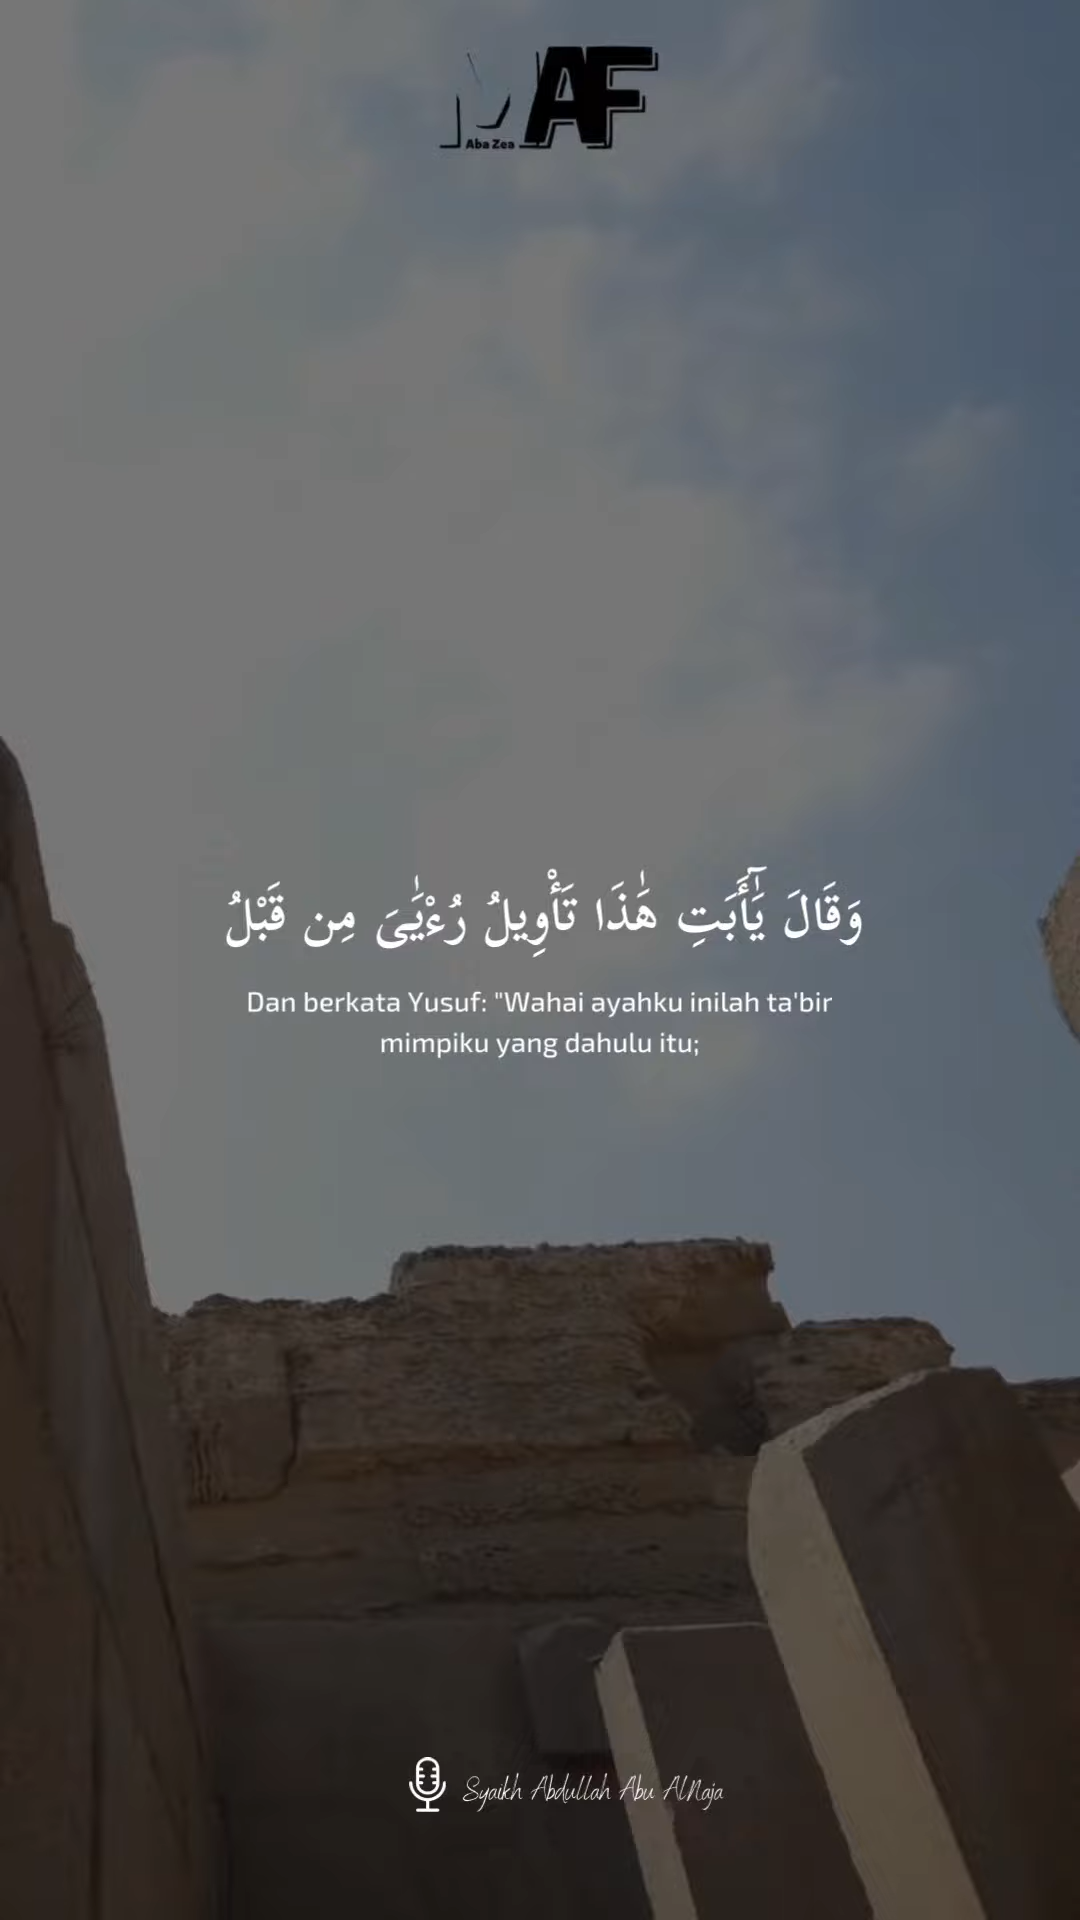 AF
Aba Zea
وَقَالَ يَٰٓأَبَتِ هَٰذَا تَأْوِيلُ رُءْيَٰىَ مِن قَبْلُ
Dan berkata Yusuf: "Wahai ayahku inilah ta'bir
mimpiku yang dahulu itu;
Syaikh Abdullah Abu AlNaja